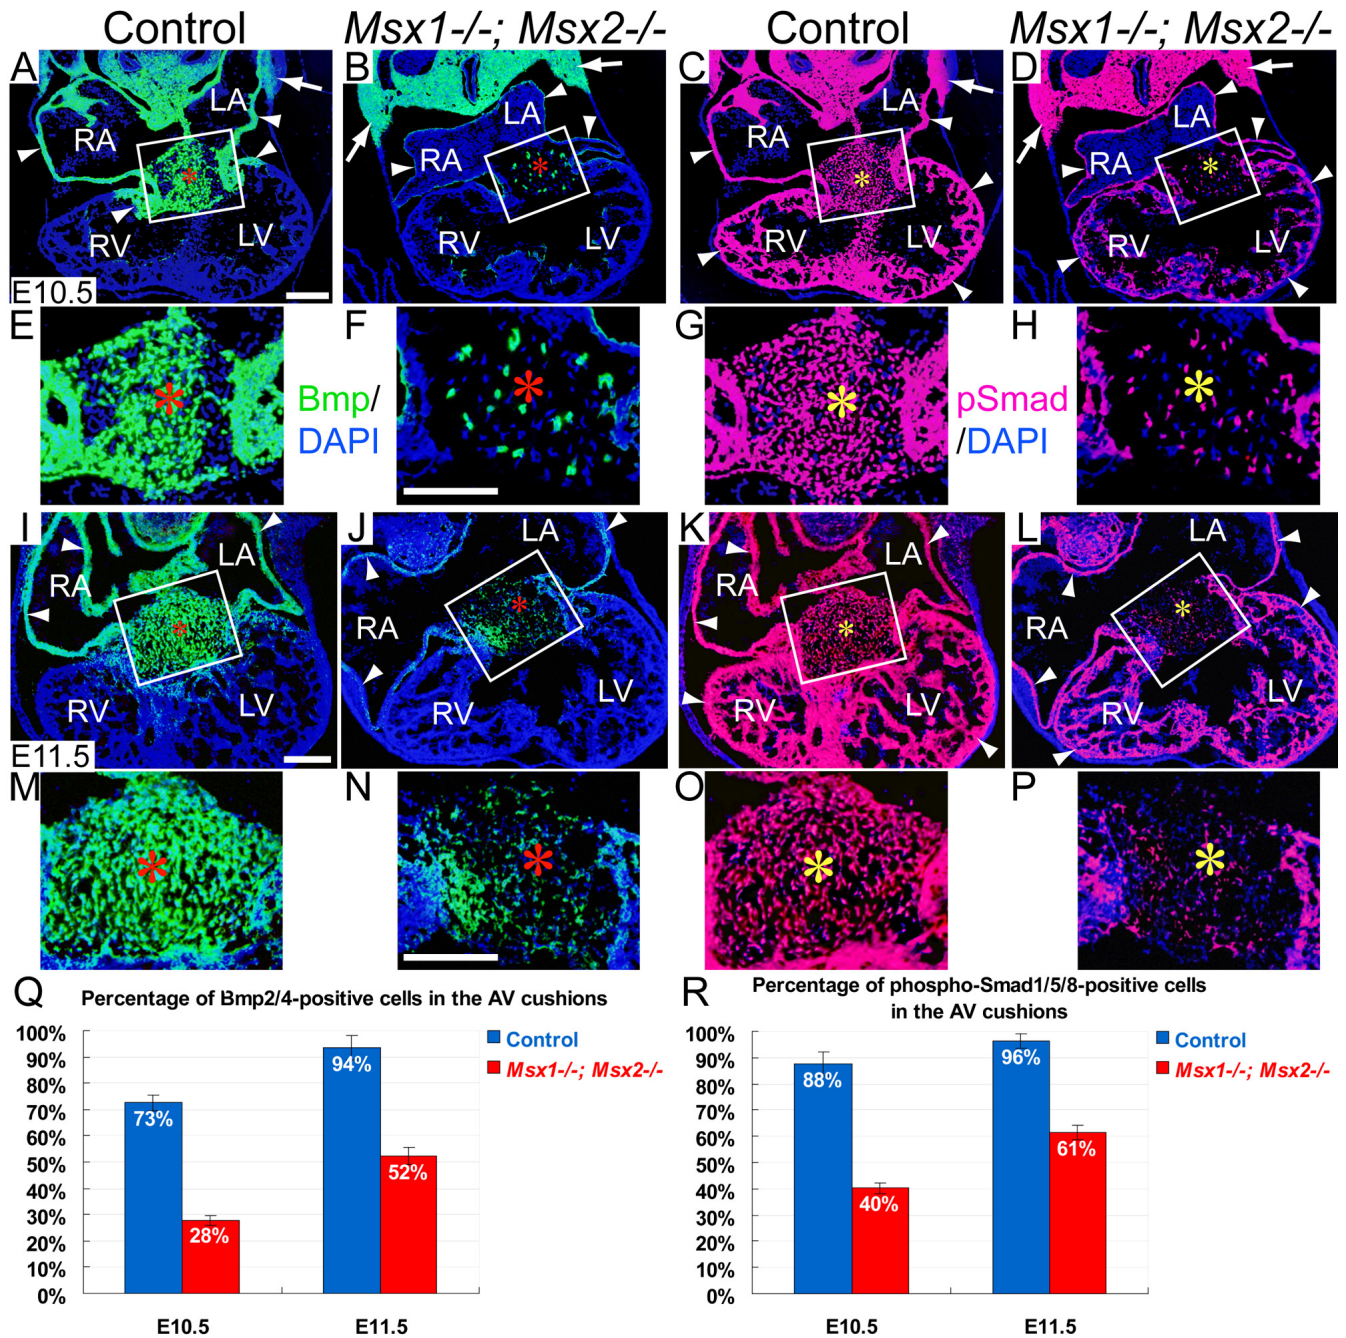 Control Msx1-/-; Msx2-/- Control Msx1-/-; Msx2-/-
A B C D
LA LA LA LA
RA RA RA RA
* * * *
RV LV RV LV RV LV RV LV
E10.5
E F G H
* * * *
Bmp/
DAPI
pSmad
/DAPI
I J K L
LA LA LA LA
RA RA RA RA
* * * *
RV LV RV LV RV LV RV LV
E11.5
M N O P
* * * *
Q
Percentage of Bmp2/4-positive cells in the AV cushions
100%
90%
80%
70%
60%
50%
40%
30%
20%
10%
0%
73%
28%
94%
52%
E10.5 E11.5
Control
Msx1-/-; Msx2-/-
R
Percentage of phospho-Smad1/5/8-positive cells
in the AV cushions
100%
90%
80%
70%
60%
50%
40%
30%
20%
10%
0%
88%
40%
96%
61%
E10.5 E11.5
Control
Msx1-/-; Msx2-/-